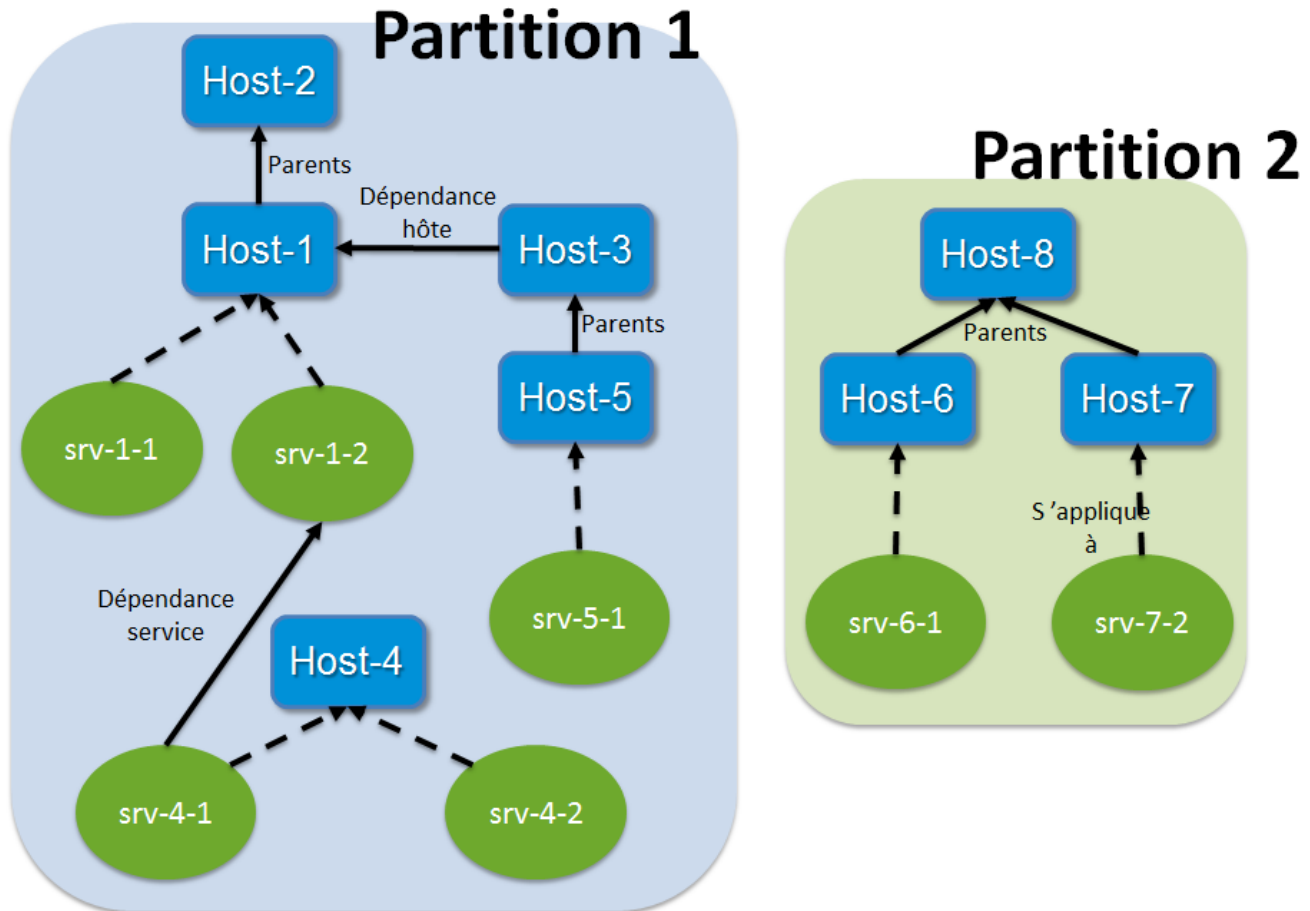 Partition 1
Host-2
Parents
Dépendance
hôte
Host-1
Host-3
Parents
Host-5
srv-1-1
srv-1-2
Dépendance
service
srv-5-1
Host-4
srv-4-1
srv-4-2
Partition 2
Host-8
Parents
Host-6
Host-7
S ’applique
à
srv-6-1
srv-7-2